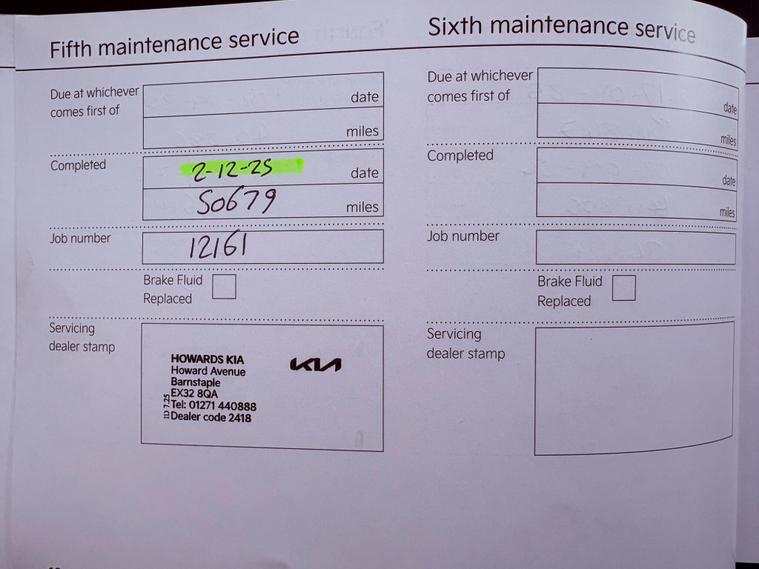 Fifth maintenance service
Due at whichever
comes first of
date
miles
Completed
2-12-25
date
50679
miles
Job number
12161
Brake Fluid
Replaced
Servicing
dealer stamp
HOWARDS KIA
Howard Avenue
Barnstaple
EX32 8QA
Tel: 01271 440888
Dealer code 2418
KIA
Sixth maintenance service
Due at whichever
comes first of
date
miles
Completed
date
miles
Job number
Brake Fluid
Replaced
Servicing
dealer stamp